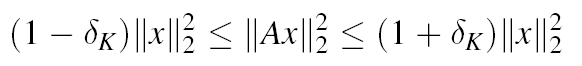 (1 − δ_K)‖x‖₂² ≤ ‖Ax‖₂² ≤ (1 + δ_K)‖x‖₂²